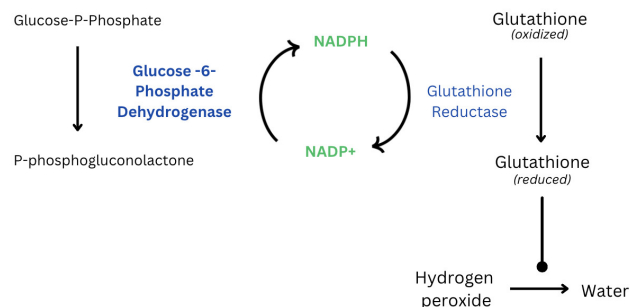 Glucose-P-Phosphate
Glucose -6-
Phosphate
Dehydrogenase
P-phosphogluconolactone
NADPH
NADP+
Glutathione
Reductase
Glutathione
(oxidized)
Glutathione
(reduced)
Hydrogen
peroxide
Water